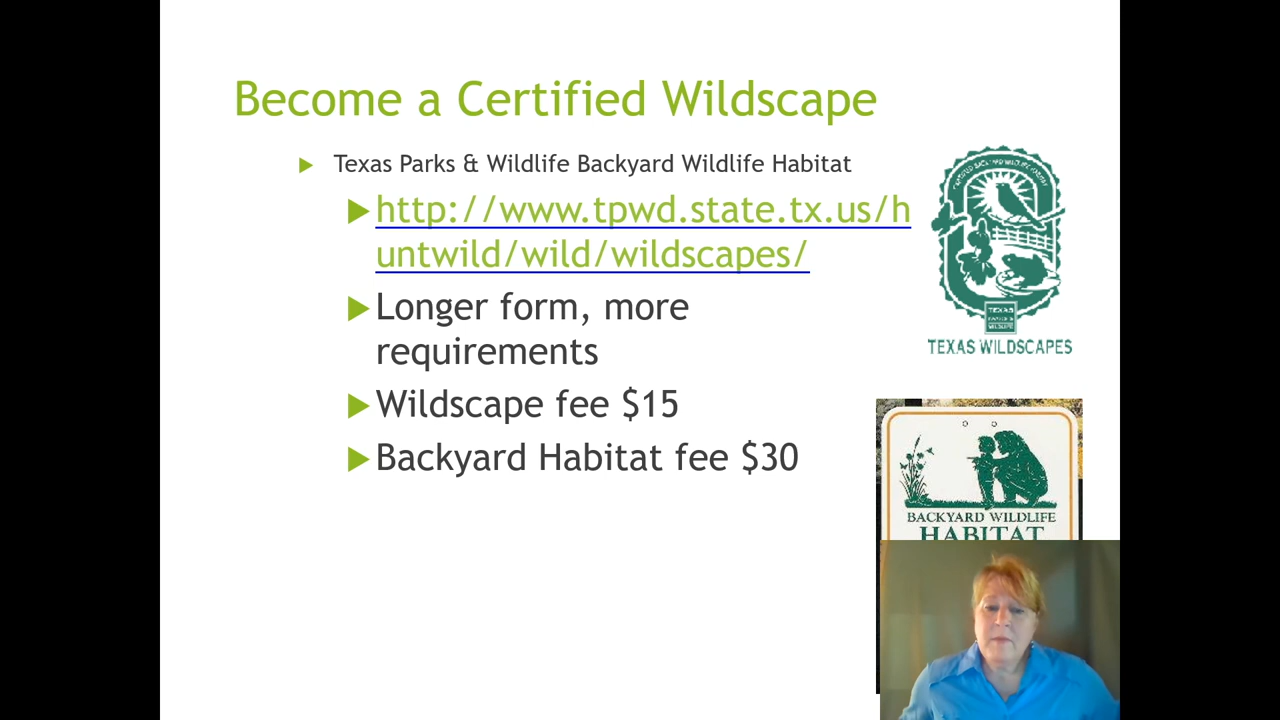 Become a Certified Wildscape
Texas Parks & Wildlife Backyard Wildlife Habitat
http://www.tpwd.state.tx.us/h
untwild/wild/wildscapes/
Longer form, more
requirements
Wildscape fee $15
Backyard Habitat fee $30
TEXAS
TEXAS WILDSCAPES
BACKYARD WILDLIFE
HABITAT